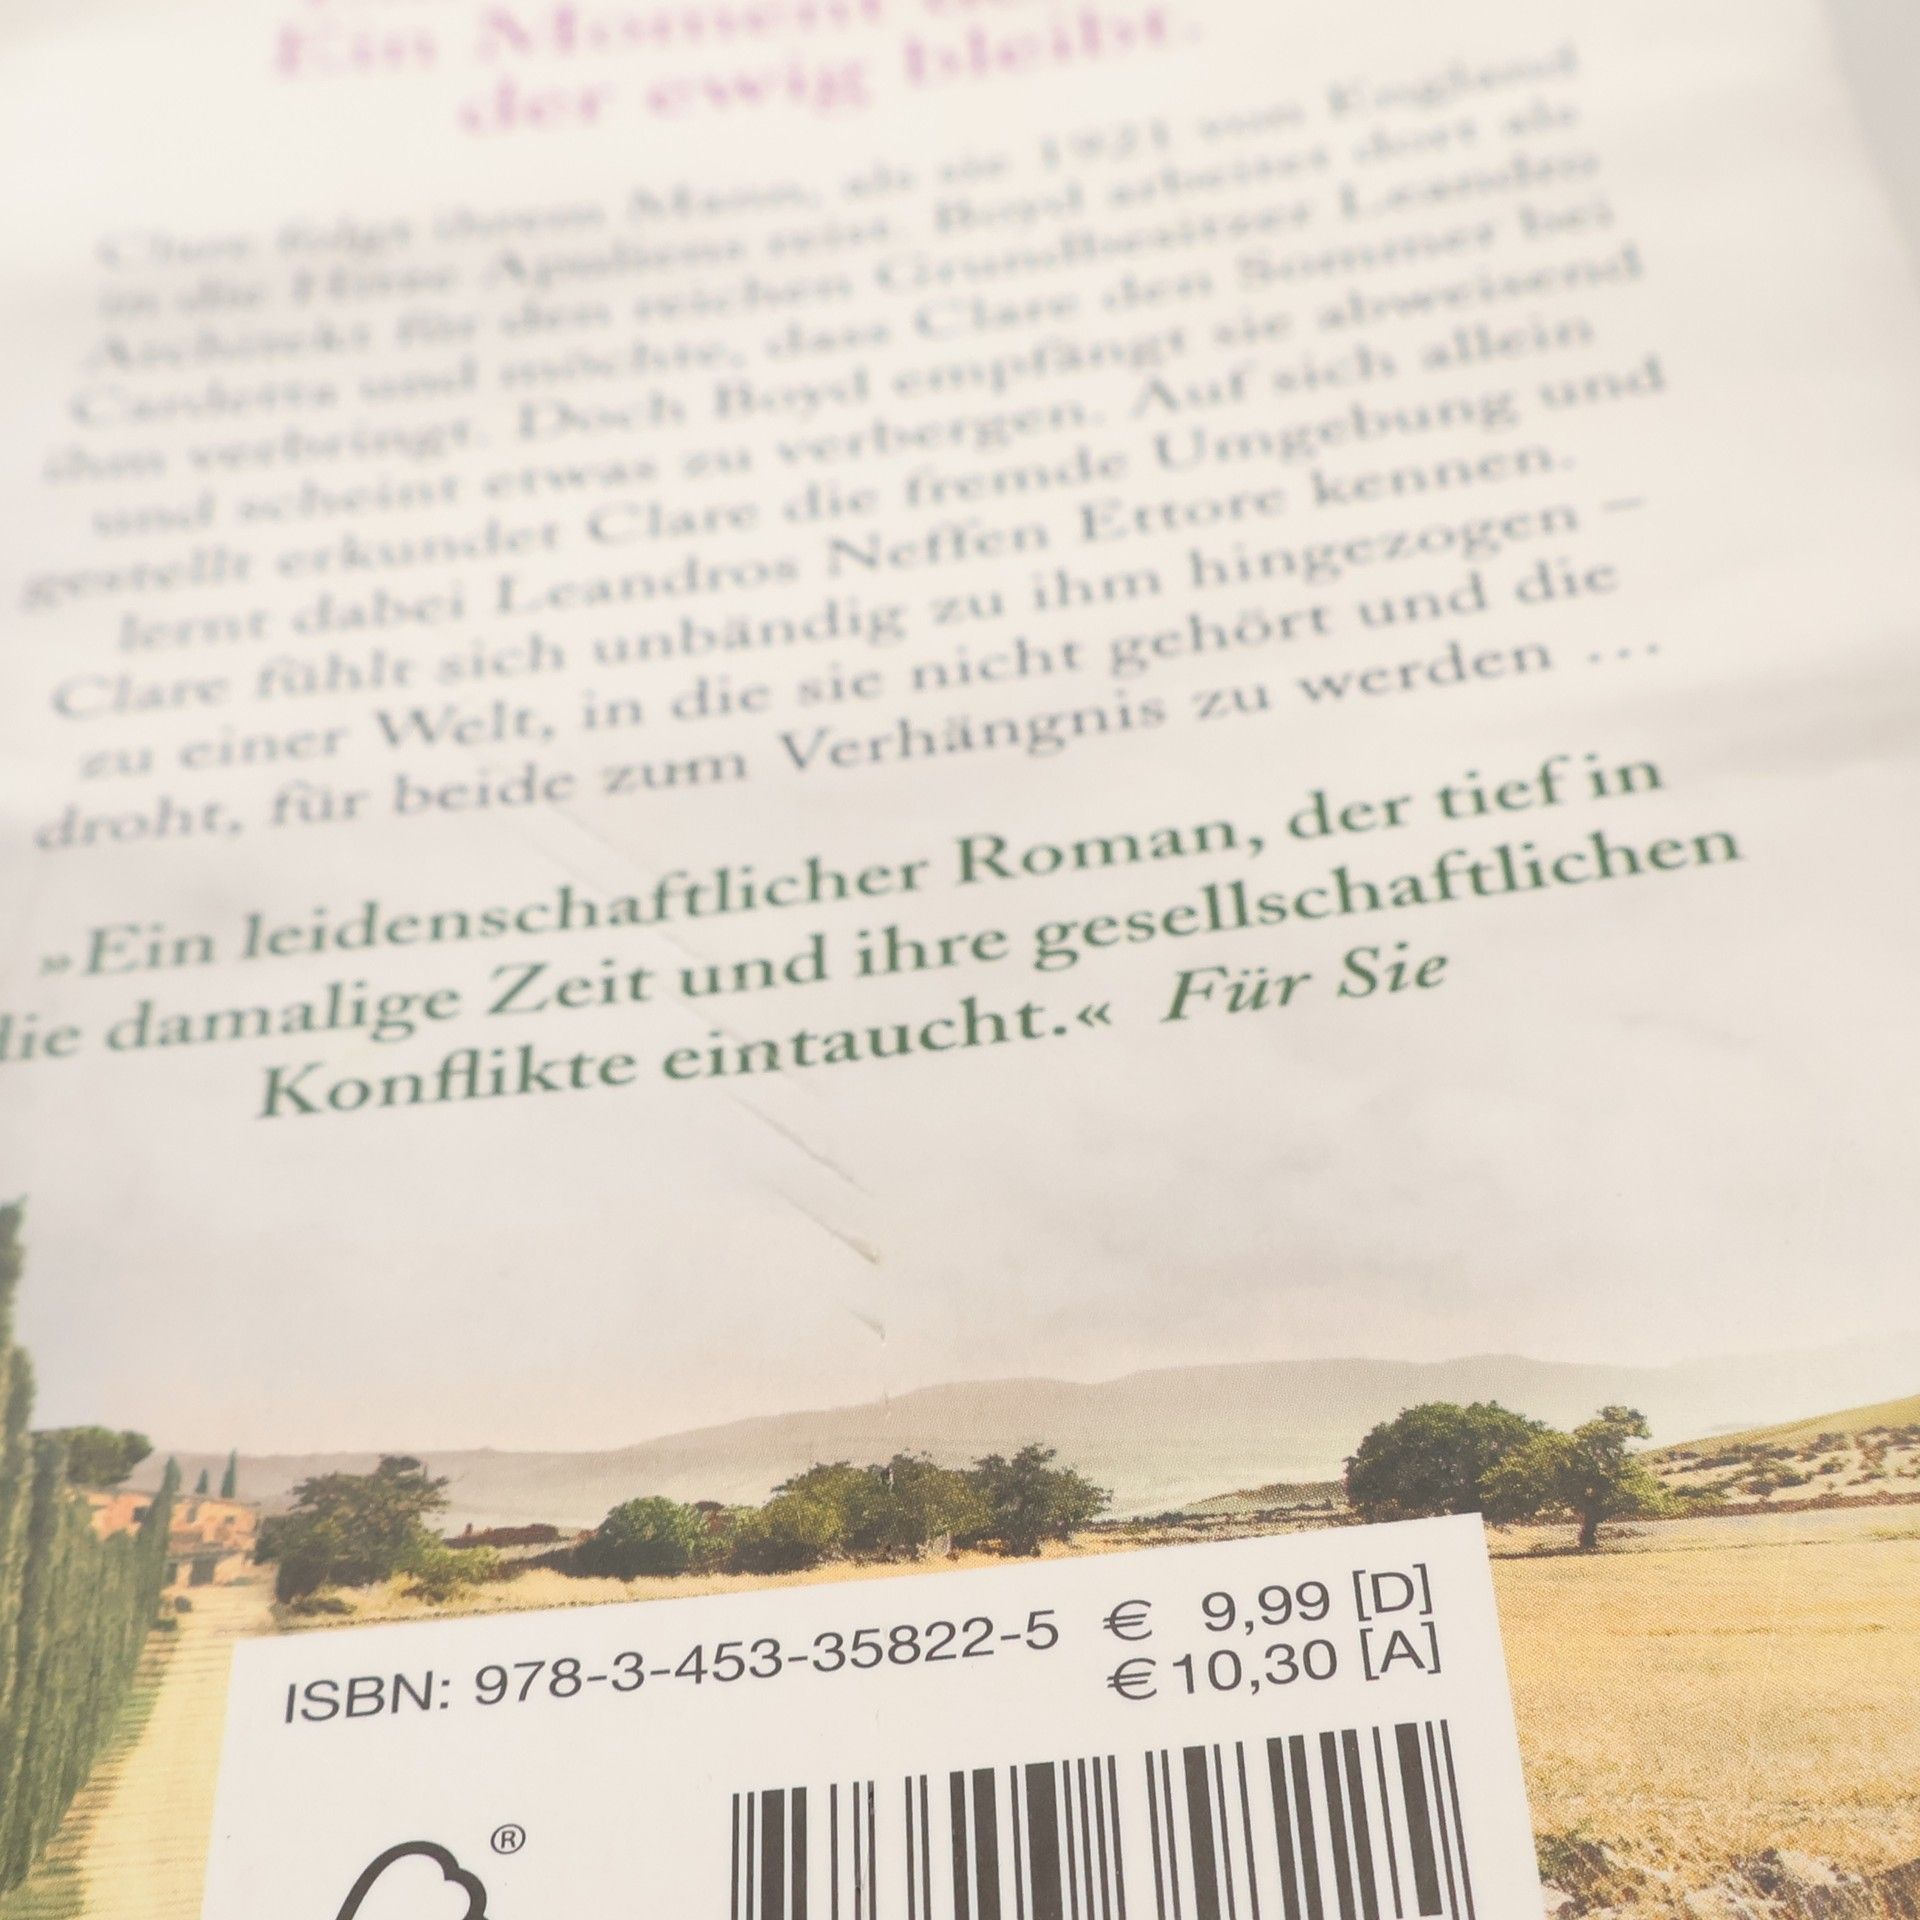 Ein Moment
der ewig bleibt.
Clare folgt ihrem Mann, als sie 1921 von England
in die Hitze Apuliens reist. Boyd arbeitet dort als
Architekt für den reichen Grundbesitzer Leandro
Cardetta und möchte, dass Clare den Sommer bei
ihm verbringt. Doch Boyd empfängt sie abweisend
und scheint etwas zu verbergen. Auf sich allein
gestellt erkundet Clare die fremde Umgebung und
lernt dabei Leandros Neffen Ettore kennen.
Clare fühlt sich unbändig zu ihm hingezogen –
zu einer Welt, in die sie nicht gehört und die
droht, für beide zum Verhängnis zu werden ...
»Ein leidenschaftlicher Roman, der tief in
die damalige Zeit und ihre gesellschaftlichen
Konflikte eintaucht.« Für Sie
ISBN: 978-3-453-35822-5 € 9,99 [D]
€ 10,30 [A]
®